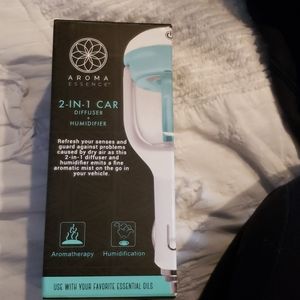 AROMA
ESSENCE
2-IN-1 CAR
DIFFUSER
+
HUMIDIFIER
Refresh your senses and
guard against problems
caused by dry air as this
2-in-1 diffuser and
humidifier emits a fine
aromatic mist on the go in
your vehicle.
Aromatherapy
Humidification
USE WITH YOUR FAVORITE ESSENTIAL OILS